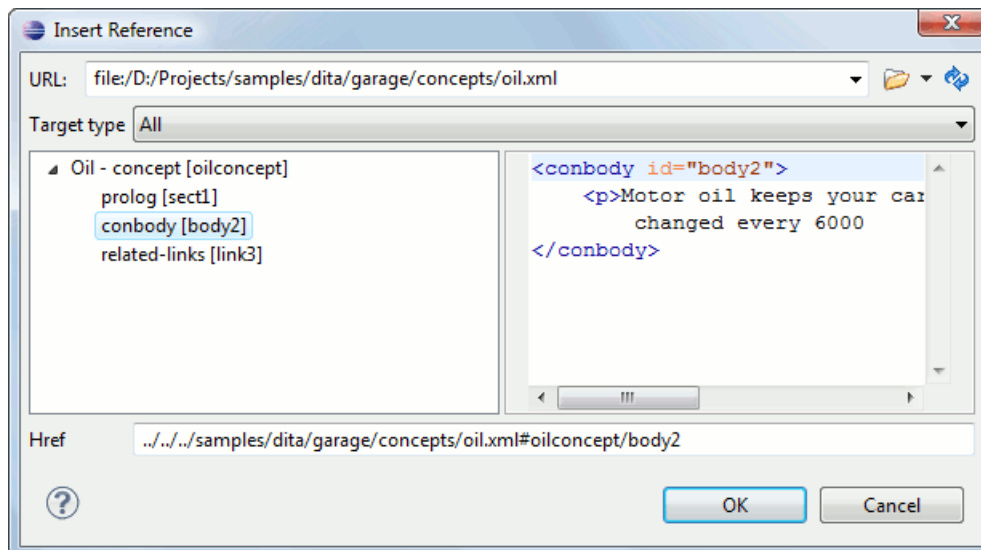 Insert Reference
URL: file:/D:/Projects/samples/dita/garage/concepts/oil.xml
Target type All
Oil - concept [oilconcept]
prolog [sect1]
conbody [body2]
related-links [link3]
<conbody id="body2">
<p>Motor oil keeps your car
changed every 6000
</conbody>
Href ../../../samples/dita/garage/concepts/oil.xml#oilconcept/body2
?
OK Cancel